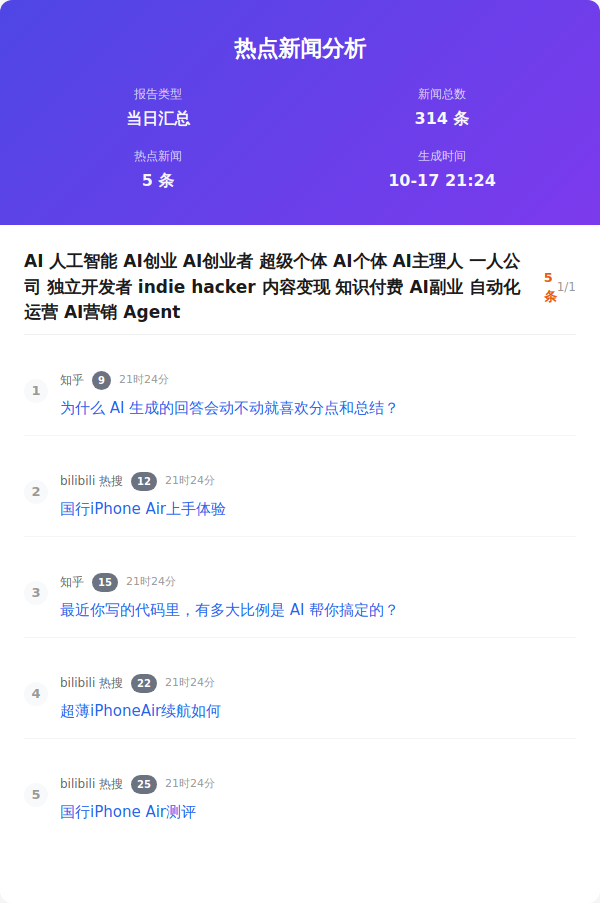 热点新闻分析
报告类型
新闻总数
当日汇总
314 条
热点新闻
生成时间
5 条
10-17 21:24
AI 人工智能 AI创业 AI创业者 超级个体 AI个体 AI主理人 一人公
司 独立开发者 indie hacker 内容变现 知识付费 AI副业 自动化
运营 AI营销 Agent
5
条
1/1
1
知乎 9 21时24分
为什么 AI 生成的回答会动不动就喜欢分点和总结？
2
bilibili 热搜 12 21时24分
国行iPhone Air上手体验
3
知乎 15 21时24分
最近你写的代码里，有多大比例是 AI 帮你搞定的？
4
bilibili 热搜 22 21时24分
超薄iPhoneAir续航如何
5
bilibili 热搜 25 21时24分
国行iPhone Air测评